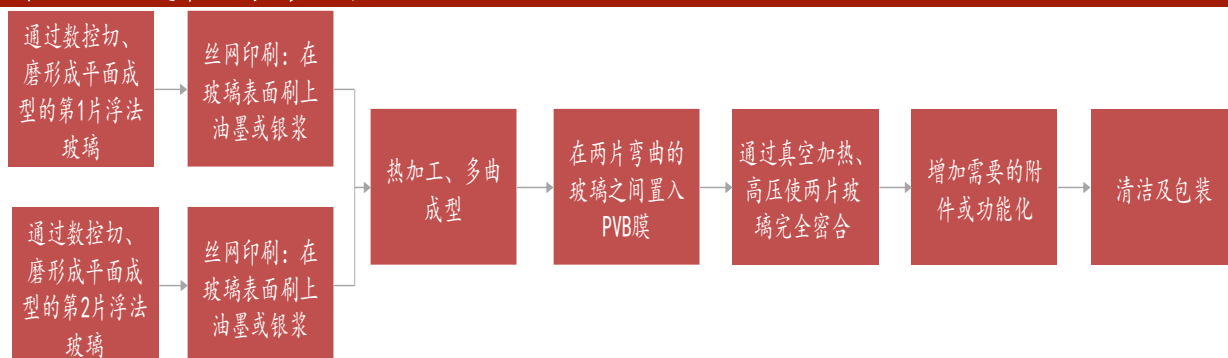 通过数控切、
磨形成平面成
型的第1片浮法
玻璃
丝网印刷：在
玻璃表面刷上
油墨或银浆
通过数控切、
磨形成平面成
型的第2片浮法
玻璃
丝网印刷：在
玻璃表面刷上
油墨或银浆
热加工、多曲
成型
在两片弯曲的
玻璃之间置入
PVB膜
通过真空加热、
高压使两片玻
璃完全密合
增加需要的附
件或功能化
清洁及包装